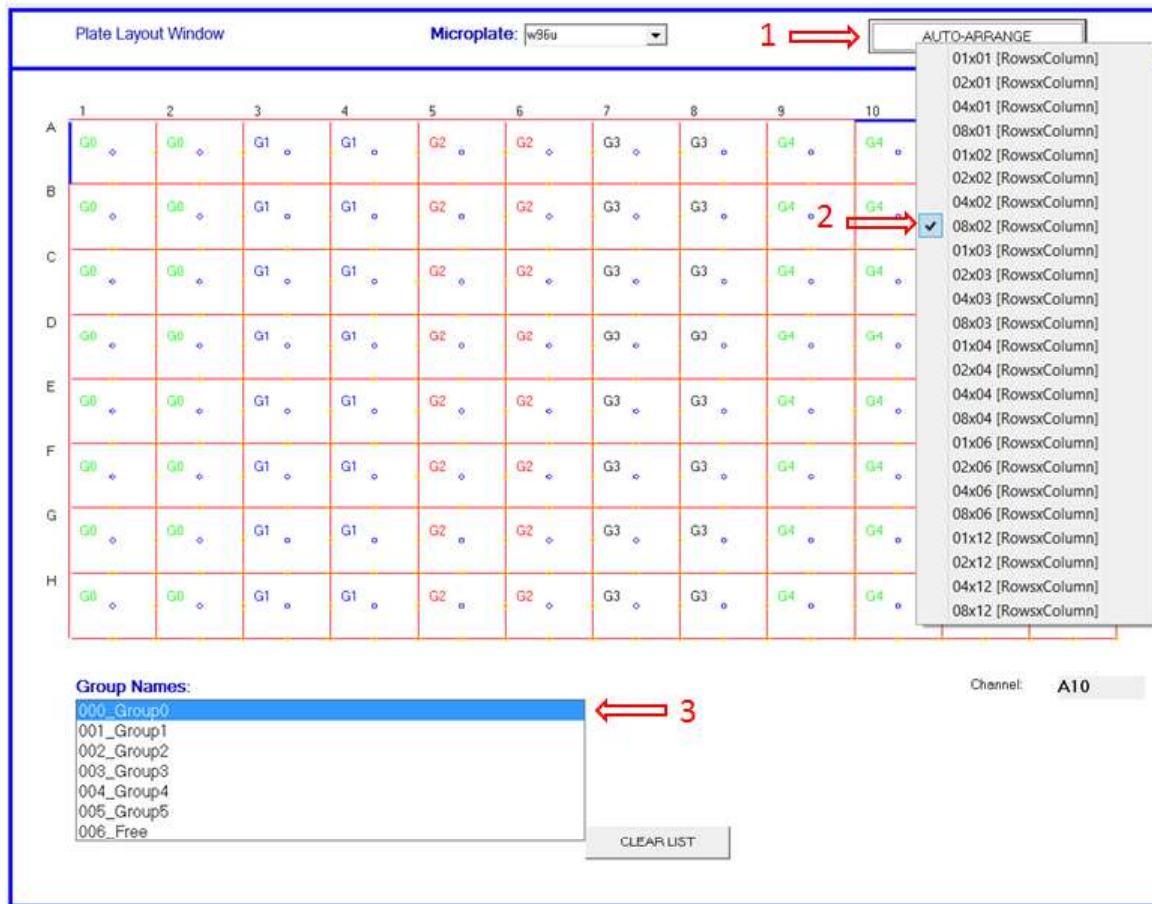 Plate Layout Window Microplate: w96u 1 AUTO-ARRANGE
01x01 [RowsxColumn]
02x01 [RowsxColumn]
04x01 [RowsxColumn]
08x01 [RowsxColumn]
01x02 [RowsxColumn]
02x02 [RowsxColumn]
04x02 [RowsxColumn]
2 08x02 [RowsxColumn]
01x03 [RowsxColumn]
02x03 [RowsxColumn]
04x03 [RowsxColumn]
08x03 [RowsxColumn]
01x04 [RowsxColumn]
02x04 [RowsxColumn]
04x04 [RowsxColumn]
08x04 [RowsxColumn]
01x06 [RowsxColumn]
02x06 [RowsxColumn]
04x06 [RowsxColumn]
08x06 [RowsxColumn]
01x12 [RowsxColumn]
02x12 [RowsxColumn]
04x12 [RowsxColumn]
08x12 [RowsxColumn]
1 2 3 4 5 6 7 8 9 10
A G0 G0 G1 G1 G2 G2 G3 G3 G4 G4
B G0 G0 G1 G1 G2 G2 G3 G3 G4 G4
C G0 G0 G1 G1 G2 G2 G3 G3 G4 G4
D G0 G0 G1 G1 G2 G2 G3 G3 G4 G4
E G0 G0 G1 G1 G2 G2 G3 G3 G4 G4
F G0 G0 G1 G1 G2 G2 G3 G3 G4 G4
G G0 G0 G1 G1 G2 G2 G3 G3 G4 G4
H G0 G0 G1 G1 G2 G2 G3 G3 G4 G4
Group Names: Channel: A10
000_Group0 3
001_Group1
002_Group2
003_Group3
004_Group4
005_Group5
006_Free
CLEAR LIST